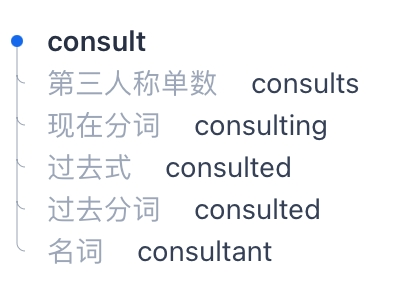 consult
第三人称单数 consults
现在分词 consulting
过去式 consulted
过去分词 consulted
名词 consultant